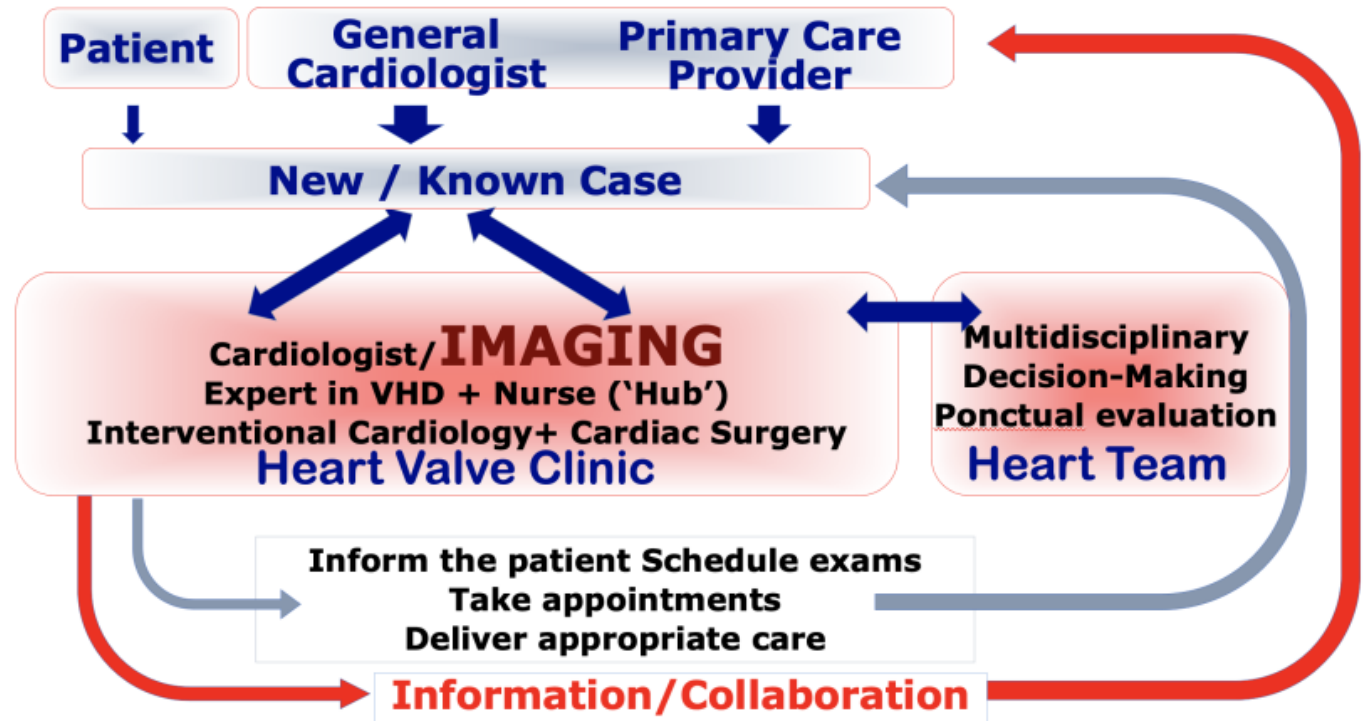 Patient
General
Cardiologist
Primary Care
Provider
New / Known Case
Cardiologist/IMAGING
Expert in VHD + Nurse (‘Hub’)
Interventional Cardiology+ Cardiac Surgery
Heart Valve Clinic
Multidisciplinary
Decision-Making
Ponctual evaluation
Heart Team
Inform the patient Schedule exams
Take appointments
Deliver appropriate care
Information/Collaboration